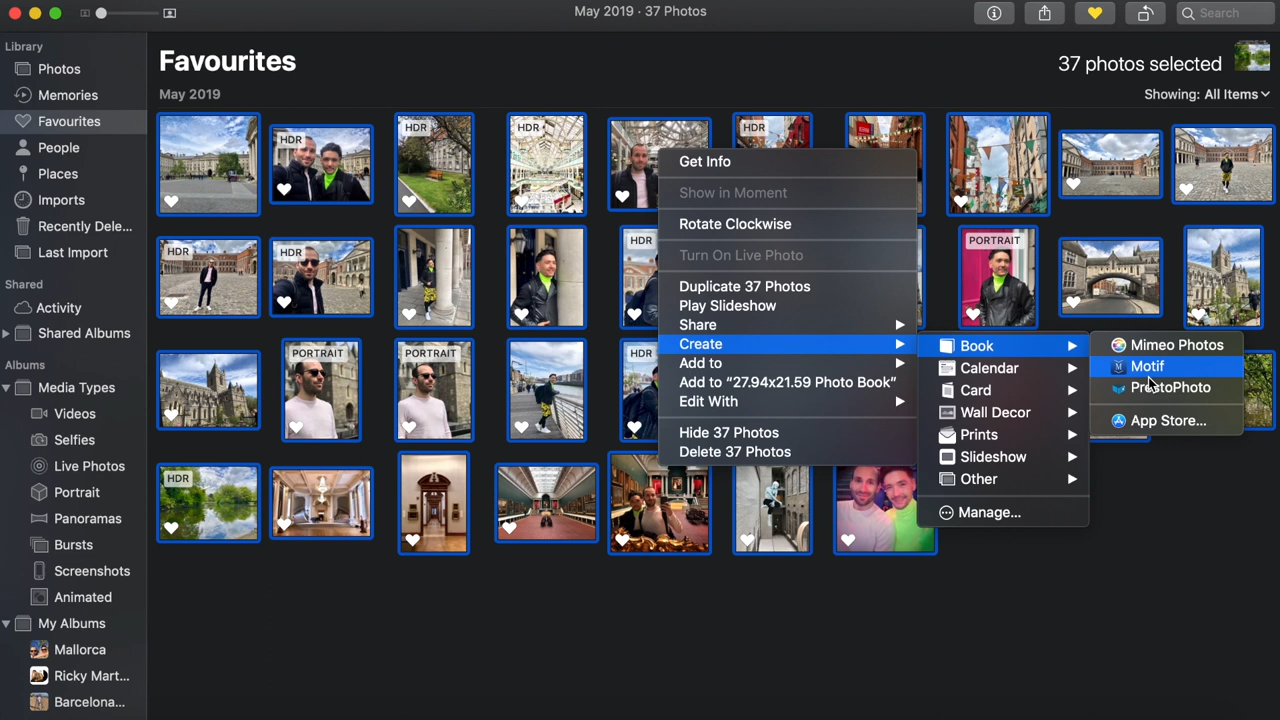 May 2019 · 37 Photos
Search
Library
Photos
Memories
Favourites
People
Places
Imports
Recently Dele...
Last Import
Shared
Activity
Shared Albums
Albums
Media Types
Videos
Selfies
Live Photos
Portrait
Panoramas
Bursts
Screenshots
Animated
My Albums
Mallorca
Ricky Mart...
Barcelona...
Favourites
37 photos selected
May 2019
Showing: All Items
HDR
HDR
HDR
HDR
HDR
HDR
HDR
PORTRAIT
PORTRAIT
PORTRAIT
HDR
HDR
Get Info
Show in Moment
Rotate Clockwise
Turn On Live Photo
Duplicate 37 Photos
Play Slideshow
Share
Create
Add to
Add to “27.94x21.59 Photo Book”
Edit With
Hide 37 Photos
Delete 37 Photos
Book
Calendar
Card
Wall Decor
Prints
Slideshow
Other
Manage...
Mimeo Photos
Motif
PrestoPhoto
App Store...